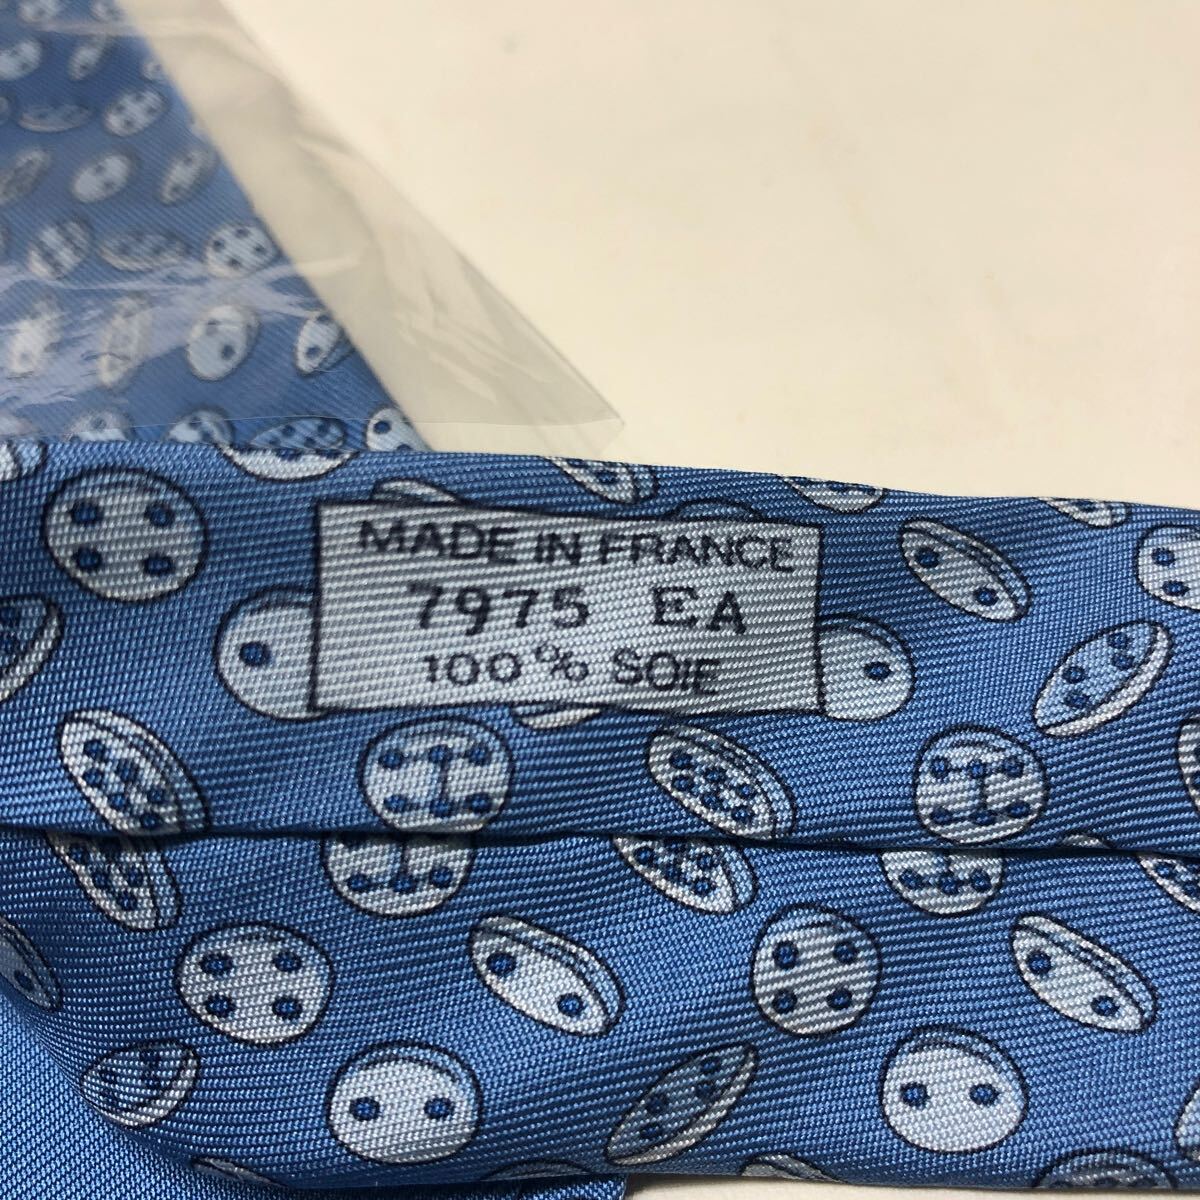 MADE IN FRANCE
7975 EA
100% SOIE